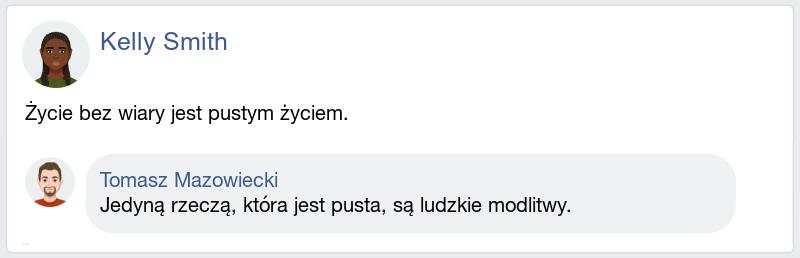 Kelly Smith
Życie bez wiary jest pustym życiem.
Tomasz Mazowiecki
Jedyną rzeczą, która jest pusta, są ludzkie modlitwy.